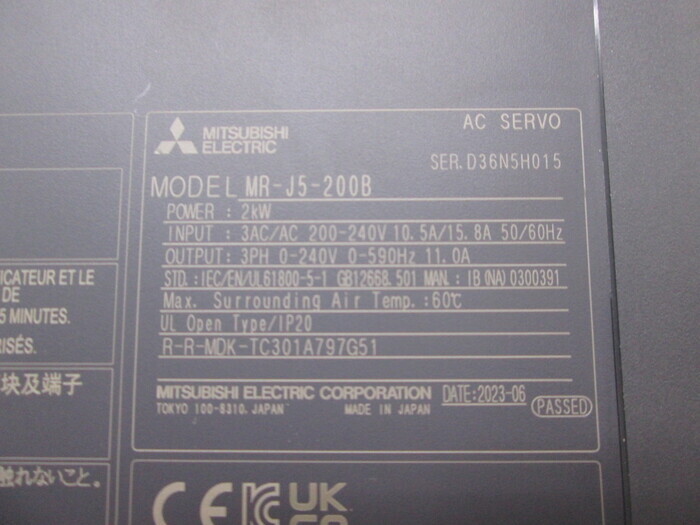 AC SERVO
MITSUBISHI
ELECTRIC
SER. D36N5H015
MODEL MR-J5-200B
POWER : 2kW
INPUT : 3AC/AC 200-240V 10.5A/15.8A 50/60Hz
OUTPUT: 3PH 0-240V 0-590Hz 11.0A
STD.: IEC/EN/UL61800-5-1 GB12668.501 MAN.: IB(NA)0300391
Max. Surrounding Air Temp.:60℃
UL Open Type/IP20
R-R-MDK-TC301A797G51
MITSUBISHI ELECTRIC CORPORATION DATE:2023-06
TOKYO 100-8310, JAPAN MADE IN JAPAN PASSED
ICATEUR ET LE
DE
5 MINUTES.
RISÉS.
块及端子
触れないこと。
CE
UK